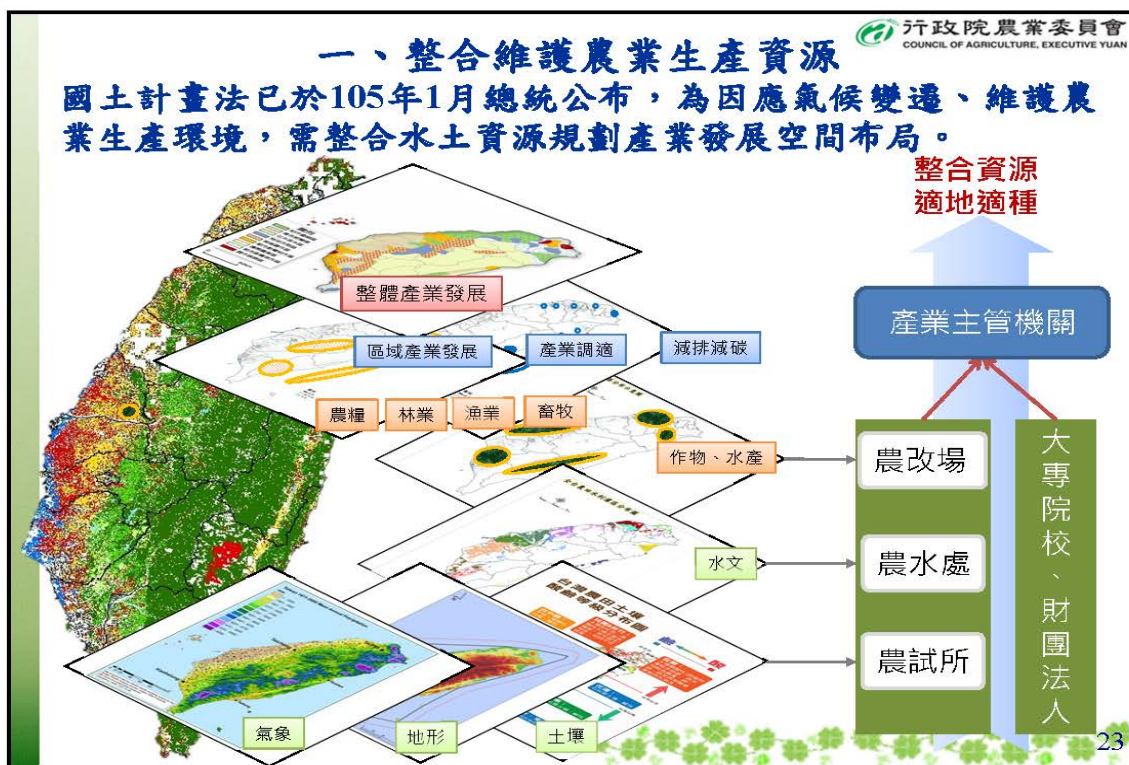 行政院農業委員會
COUNCIL OF AGRICULTURE, EXECUTIVE YUAN
一、整合維護農業生產資源
國土計畫法已於105年1月總統公布，為因應氣候變遷、維護農
業生產環境，需整合水土資源規劃產業發展空間布局。
整合資源
適地適種
整體產業發展
區域產業發展
產業調適
減排減碳
農糧
林業
漁業
畜牧
作物、水產
水文
台灣農田土壤
氣象
地形
土壤
產業主管機關
農改場
農水處
農試所
大專院校、財團法人
23